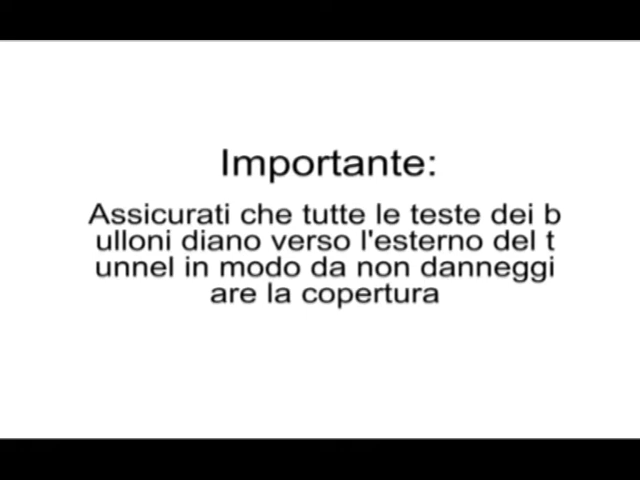 Importante:
Assicurati che tutte le teste dei b
ulloni diano verso l'esterno del t
unnel in modo da non danneggi
are la copertura